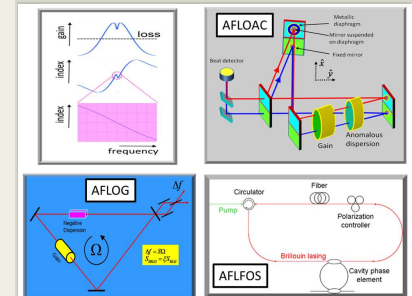 gain
loss
index
index
frequency
AFLOAC
Metallic
diaphragm
Mirror suspended
on diaphragm
Fixed mirror
Beat detector
x̂
ŷ
Gain
Anomalous
dispersion
AFLOG
Δf
Negative
Dispersion
Gain
Ω
Circulator
Fiber
Pump
Polarization
controller
Brillouin lasing
AFLFOS
Cavity phase
element